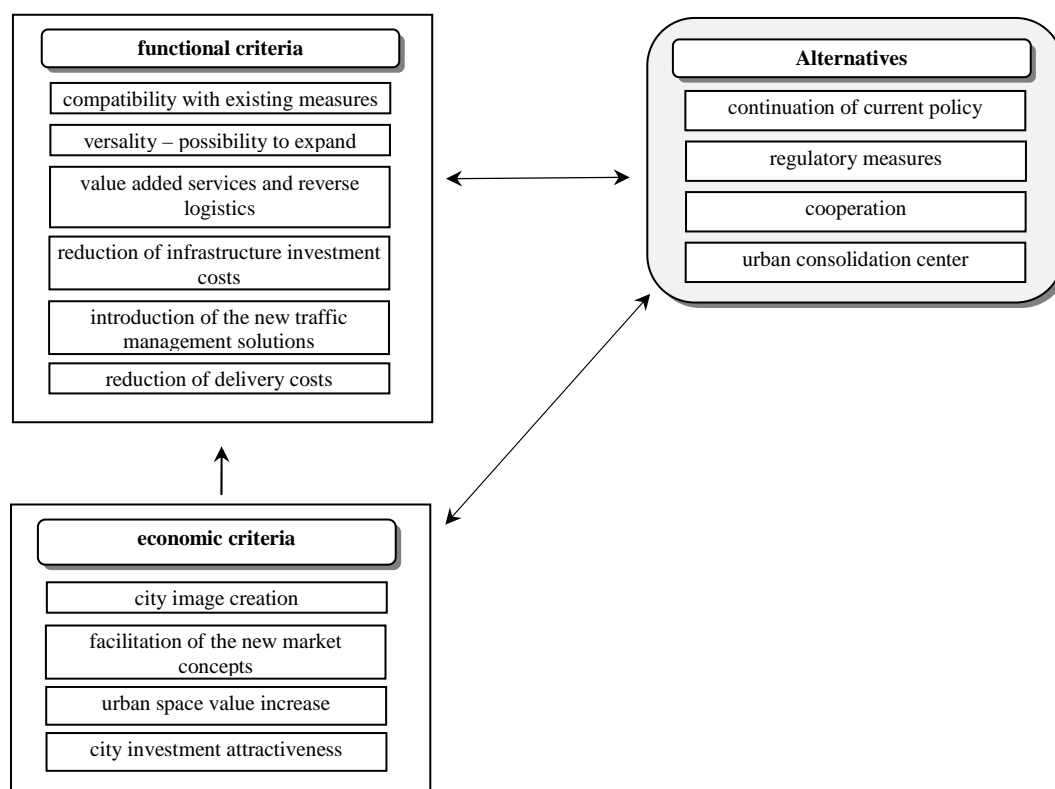 functional criteria
compatibility with existing measures
versality – possibility to expand
value added services and reverse
logistics
reduction of infrastructure investment
costs
introduction of the new traffic
management solutions
reduction of delivery costs
Alternatives
continuation of current policy
regulatory measures
cooperation
urban consolidation center
economic criteria
city image creation
facilitation of the new market
concepts
urban space value increase
city investment attractiveness